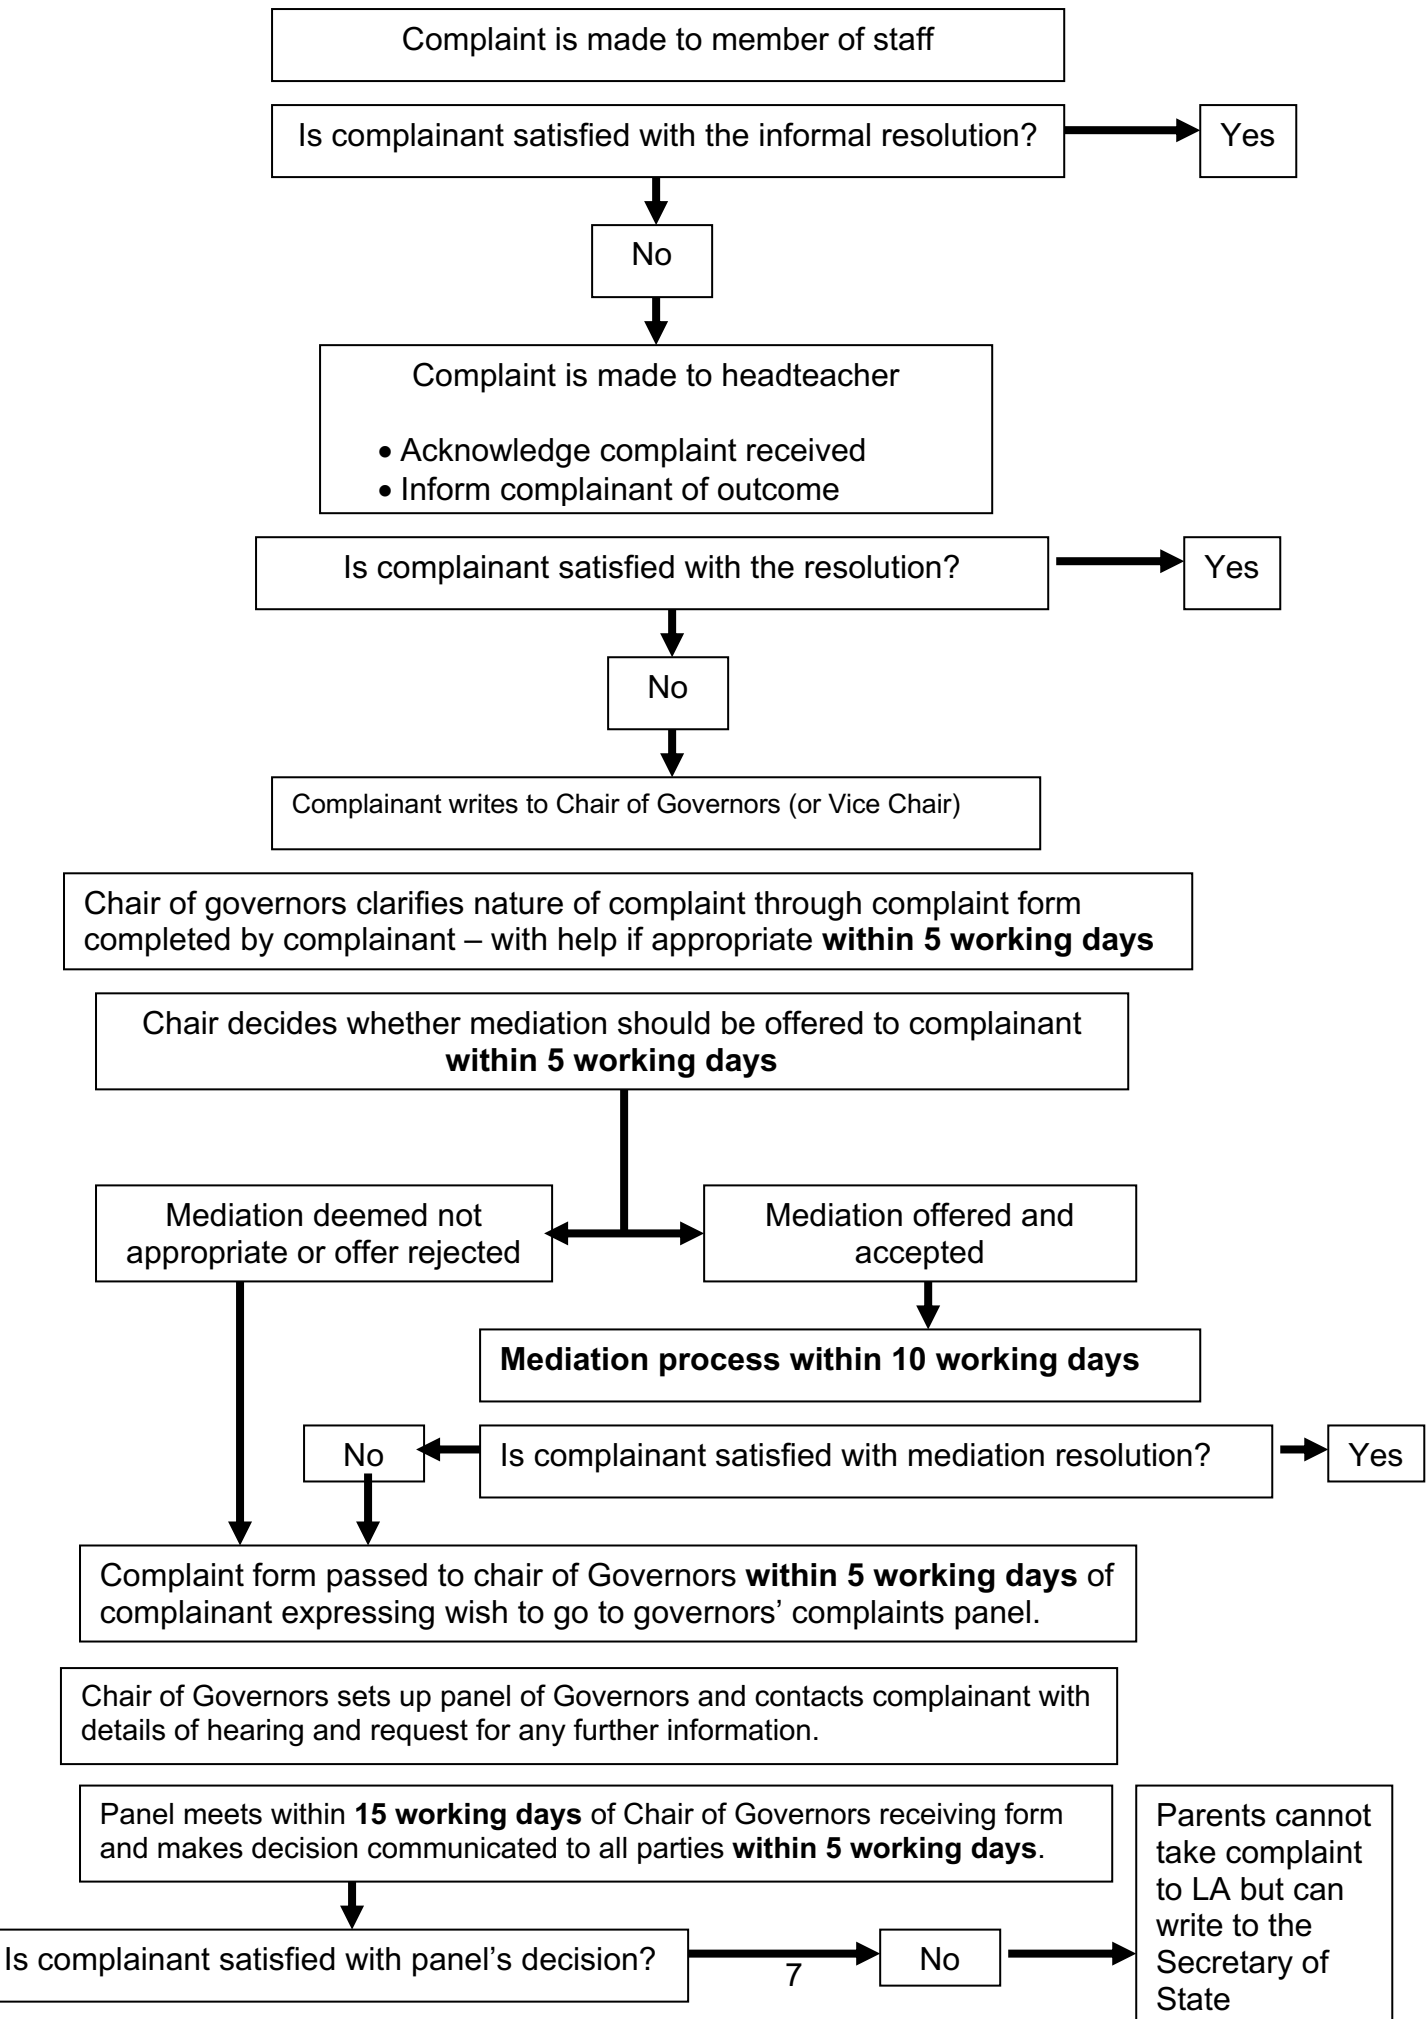 Complaint is made to member of staff
Is complainant satisfied with the informal resolution?
Yes
No
Complaint is made to headteacher
• Acknowledge complaint received
• Inform complainant of outcome
Is complainant satisfied with the resolution?
Yes
No
Complainant writes to Chair of Governors (or Vice Chair)
Chair of governors clarifies nature of complaint through complaint form
completed by complainant – with help if appropriate within 5 working days
Chair decides whether mediation should be offered to complainant
within 5 working days
Mediation deemed not
appropriate or offer rejected
Mediation offered and
accepted
Mediation process within 10 working days
No
Is complainant satisfied with mediation resolution?
Yes
Complaint form passed to chair of Governors within 5 working days of
complainant expressing wish to go to governors’ complaints panel.
Chair of Governors sets up panel of Governors and contacts complainant with
details of hearing and request for any further information.
Panel meets within 15 working days of Chair of Governors receiving form
and makes decision communicated to all parties within 5 working days.
Is complainant satisfied with panel’s decision?
No
Parents cannot
take complaint
to LA but can
write to the
Secretary of
State
7